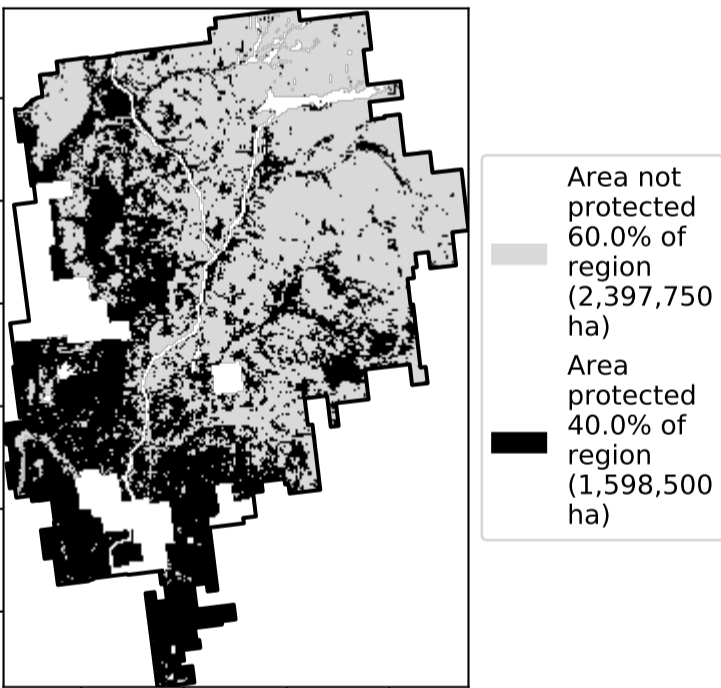 Area not
protected
60.0% of
region
(2,397,750
ha)
Area
protected
40.0% of
region
(1,598,500
ha)